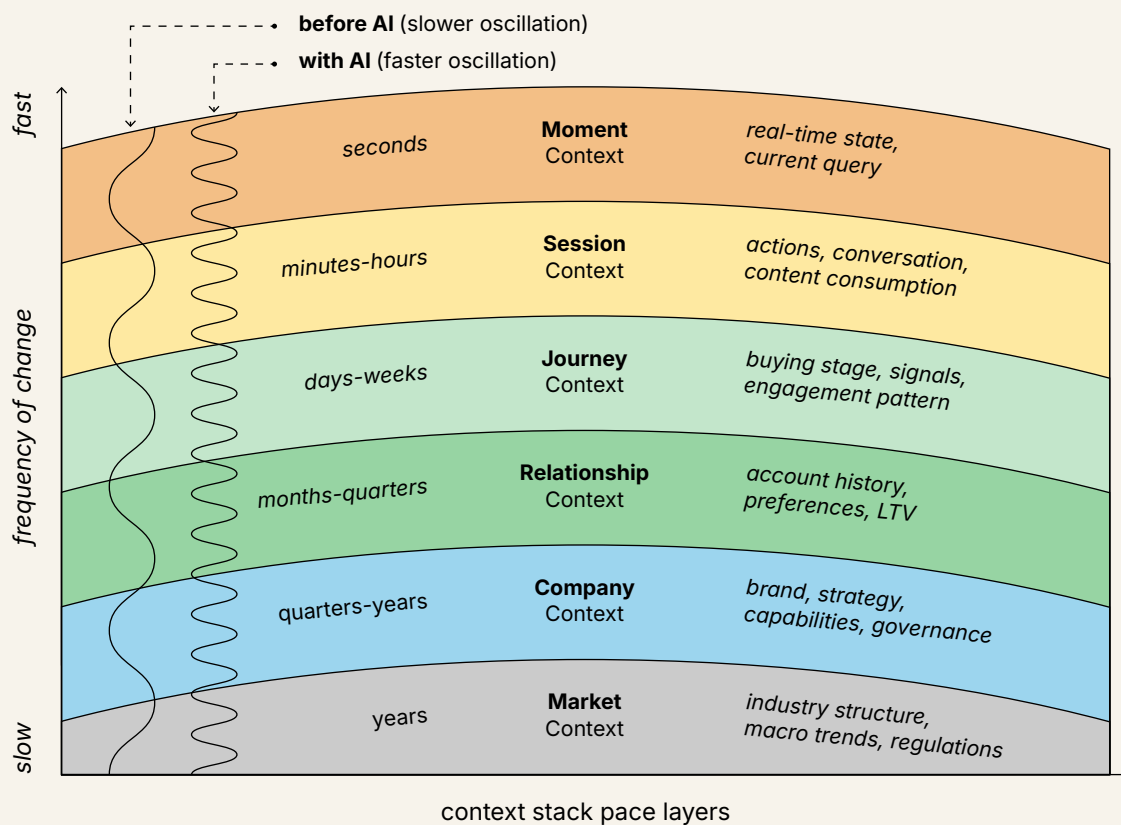 before AI (slower oscillation)
with AI (faster oscillation)
fast
frequency of change
slow
seconds
Moment
Context
real-time state,
current query
minutes-hours
Session
Context
actions, conversation,
content consumption
days-weeks
Journey
Context
buying stage, signals,
engagement pattern
months-quarters
Relationship
Context
account history,
preferences, LTV
quarters-years
Company
Context
brand, strategy,
capabilities, governance
years
Market
Context
industry structure,
macro trends, regulations
context stack pace layers